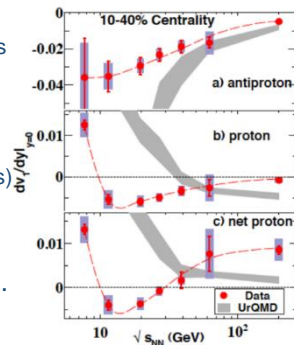 10-40% Centrality
s
0
-0.02
-0.04
a) antiproton
b) proton
0.01
0
s)
dv₁/dy|y=0
c) net proton
0.01
0
.
Data
UrQMD
10
10²
√sNN (GeV)